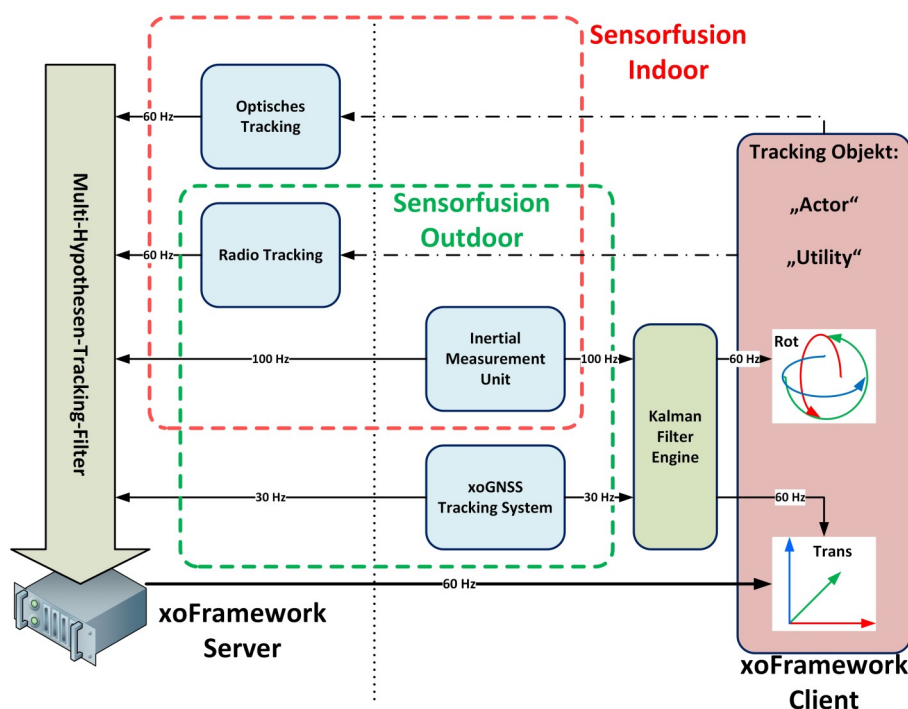 Sensorfusion
Indoor
Optisches
Tracking
60 Hz
Tracking Objekt:
„Actor“
„Utility“
Multi-Hypothesen-Tracking-Filter
Sensorfusion
Outdoor
Radio Tracking
60 Hz
Inertial
Measurement
Unit
100 Hz
100 Hz
60 Hz
Rot
Kalman
Filter
Engine
xoGNSS
Tracking System
30 Hz
30 Hz
60 Hz
Trans
60 Hz
xoFramework
Server
xoFramework
Client